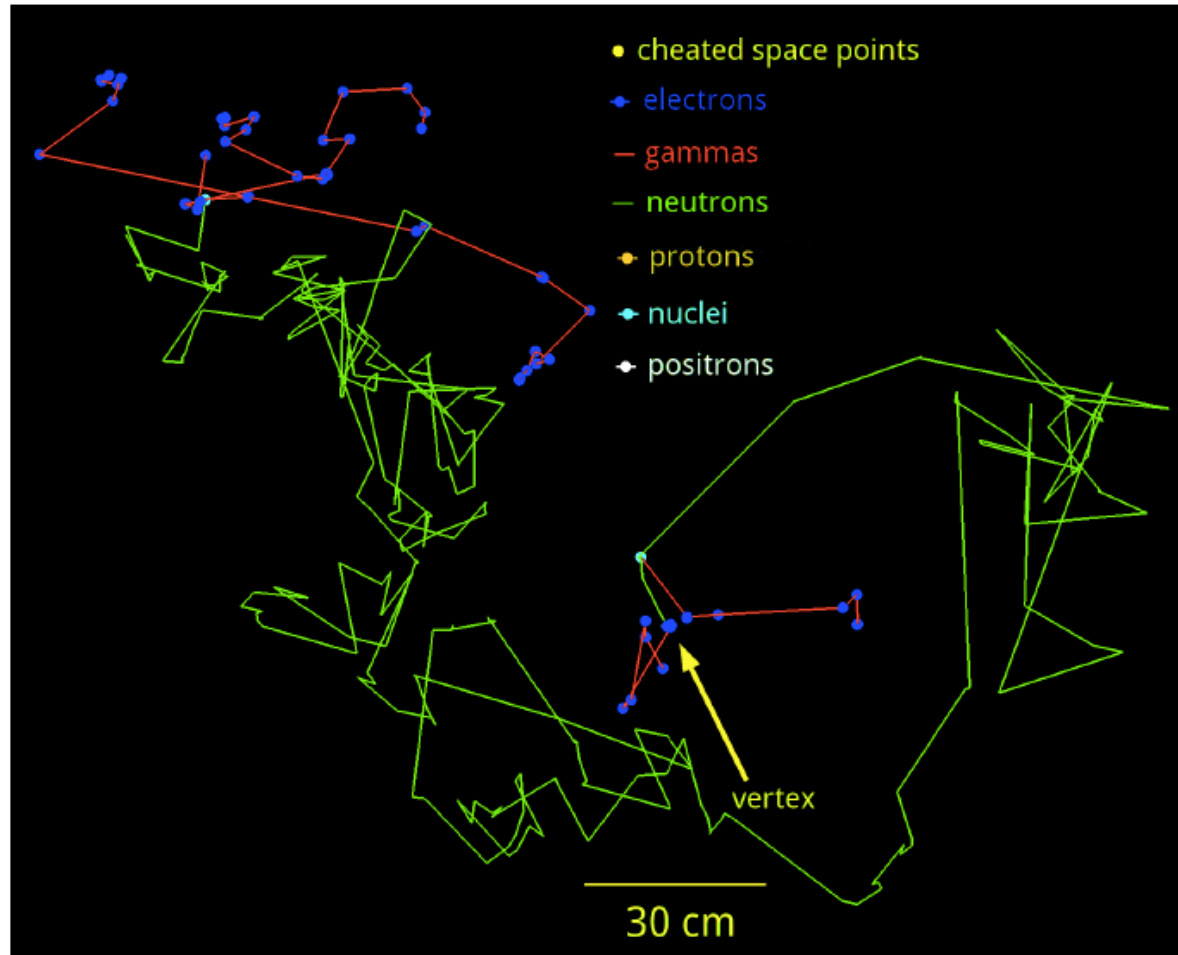 cheated space points
electrons
gammas
neutrons
protons
nuclei
positrons
vertex
30 cm